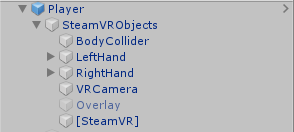 Player
SteamVRObjects
BodyCollider
LeftHand
RightHand
VRCamera
Overlay
[SteamVR]